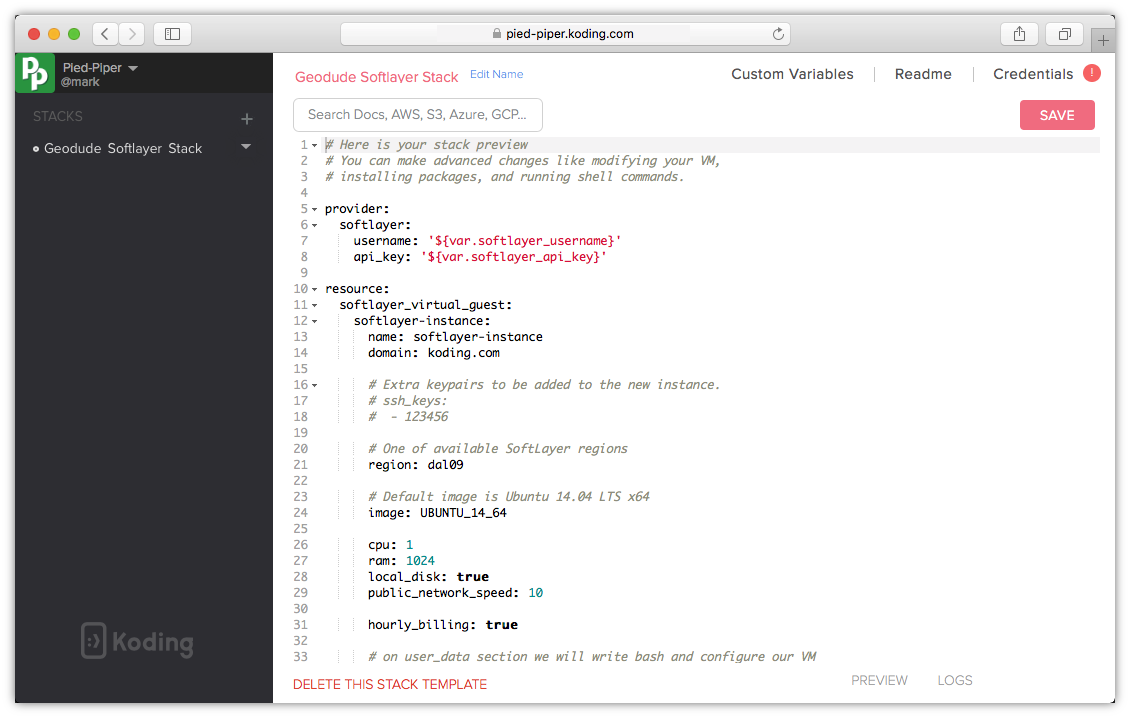 pied-piper.koding.com
Pp
Pied-Piper
@mark
STACKS
Geodude Softlayer Stack
Koding
Geodude Softlayer Stack Edit Name
Custom Variables Readme Credentials !
Search Docs, AWS, S3, Azure, GCP...
SAVE
1 # Here is your stack preview
2 # You can make advanced changes like modifying your VM,
3 # installing packages, and running shell commands.
4
5 provider:
6 softlayer:
7 username: '${var.softlayer_username}'
8 api_key: '${var.softlayer_api_key}'
9
10 resource:
11 softlayer_virtual_guest:
12 softlayer-instance:
13 name: softlayer-instance
14 domain: koding.com
15
16 # Extra keypairs to be added to the new instance.
17 # ssh_keys:
18 #  - 123456
19
20 # One of available SoftLayer regions
21 region: dal09
22
23 # Default image is Ubuntu 14.04 LTS x64
24 image: UBUNTU_14_64
25
26 cpu: 1
27 ram: 1024
28 local_disk: true
29 public_network_speed: 10
30
31 hourly_billing: true
32
33 # on user_data section we will write bash and configure our VM
DELETE THIS STACK TEMPLATE
PREVIEW LOGS